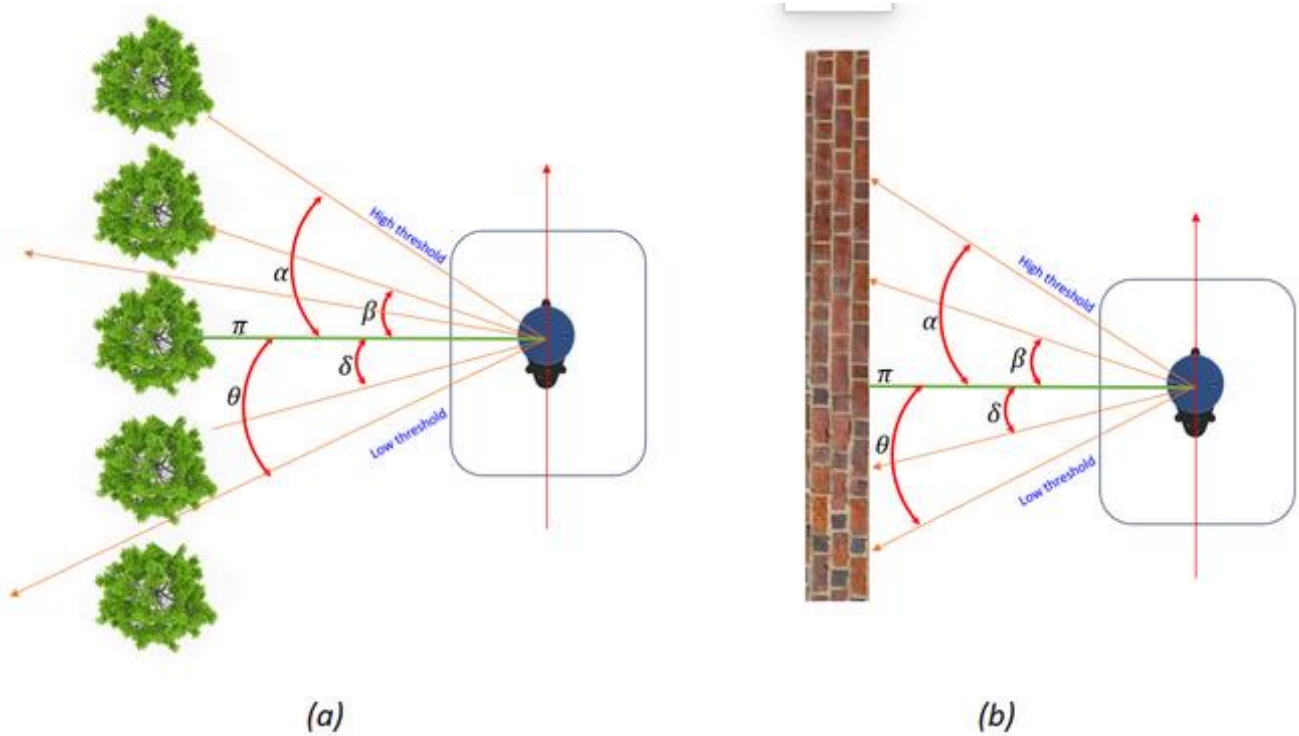 High threshold
α
β
π
δ
θ
Low threshold
(a)
High threshold
α
β
π
δ
θ
Low threshold
(b)